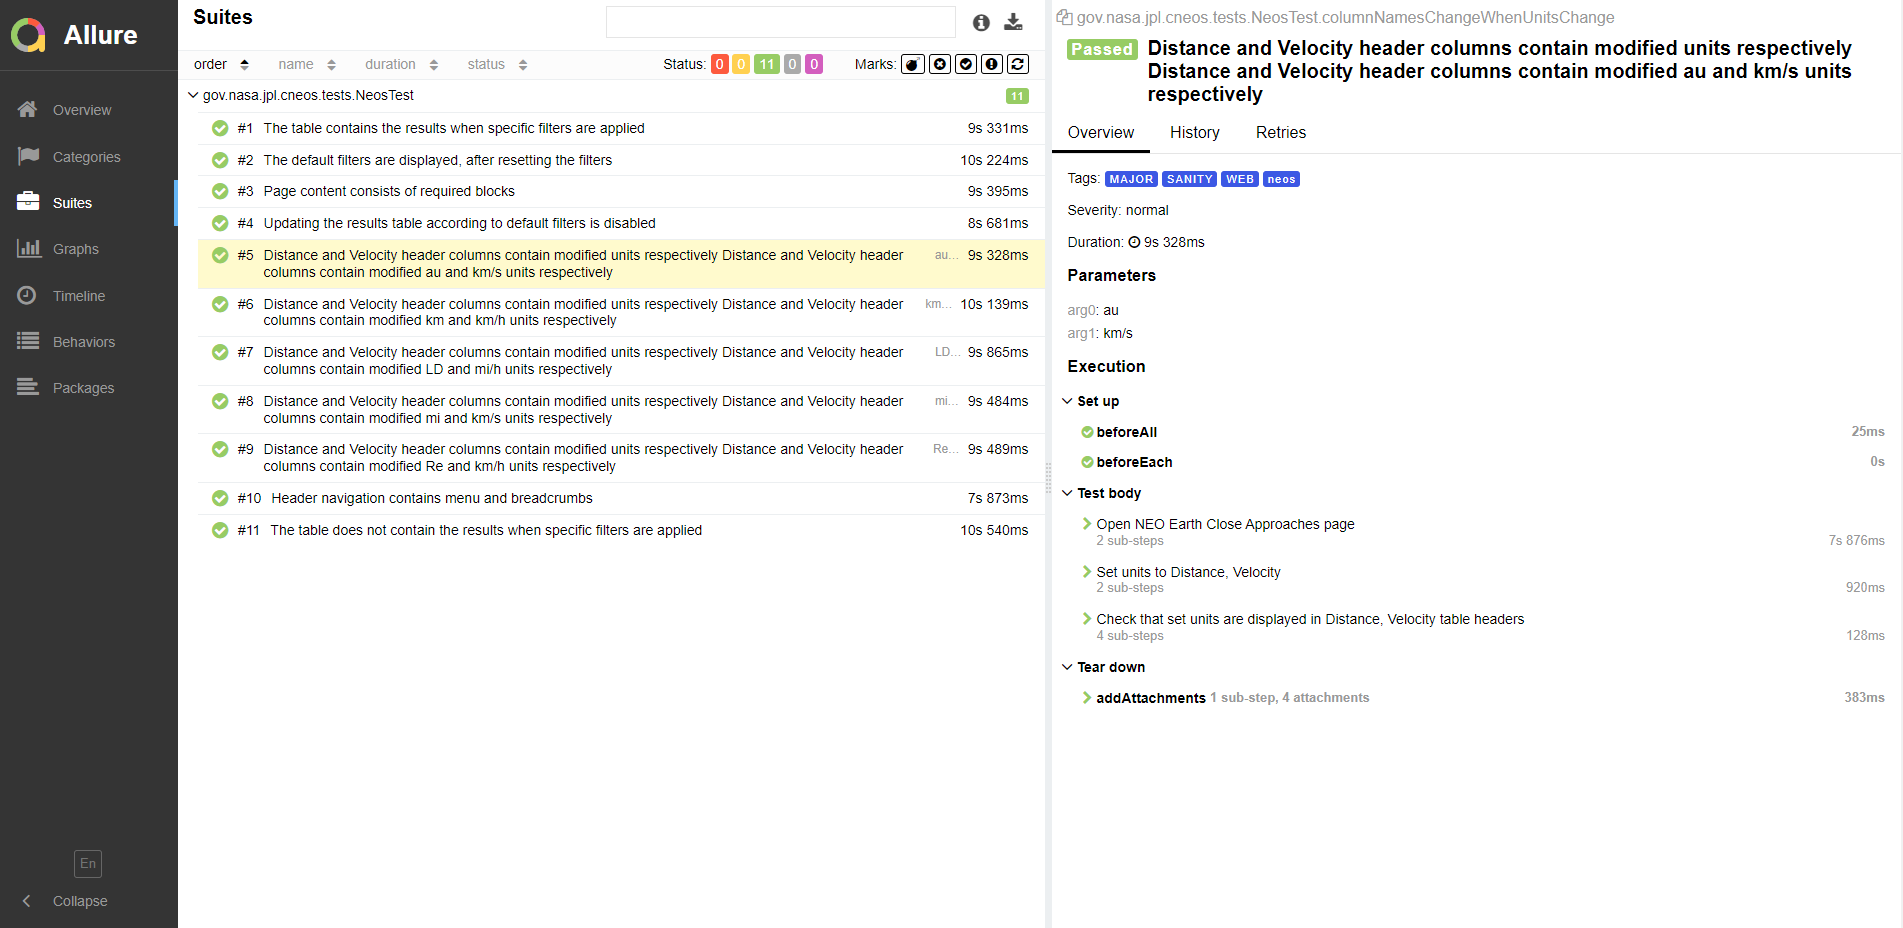 Allure
Overview
Categories
Suites
Graphs
Timeline
Behaviors
Packages
En
Collapse
Suites
order name duration status Status: 0 0 11 0 0 Marks:
gov.nasa.jpl.cneos.tests.NeosTest 11
#1 The table contains the results when specific filters are applied 9s 331ms
#2 The default filters are displayed, after resetting the filters 10s 224ms
#3 Page content consists of required blocks 9s 395ms
#4 Updating the results table according to default filters is disabled 8s 681ms
#5 Distance and Velocity header columns contain modified units respectively Distance and Velocity header au... 9s 328ms
columns contain modified au and km/s units respectively
#6 Distance and Velocity header columns contain modified units respectively Distance and Velocity header km... 10s 139ms
columns contain modified km and km/h units respectively
#7 Distance and Velocity header columns contain modified units respectively Distance and Velocity header LD... 9s 865ms
columns contain modified LD and mi/h units respectively
#8 Distance and Velocity header columns contain modified units respectively Distance and Velocity header mi... 9s 484ms
columns contain modified mi and km/s units respectively
#9 Distance and Velocity header columns contain modified units respectively Distance and Velocity header Re... 9s 489ms
columns contain modified Re and km/h units respectively
#10 Header navigation contains menu and breadcrumbs 7s 873ms
#11 The table does not contain the results when specific filters are applied 10s 540ms
gov.nasa.jpl.cneos.tests.NeosTest.columnNamesChangeWhenUnitsChange
Passed Distance and Velocity header columns contain modified units respectively
Distance and Velocity header columns contain modified au and km/s units
respectively
Overview History Retries
Tags: MAJOR SANITY WEB neos
Severity: normal
Duration: 9s 328ms
Parameters
arg0: au
arg1: km/s
Execution
Set up
beforeAll 25ms
beforeEach 0s
Test body
Open NEO Earth Close Approaches page
2 sub-steps 7s 876ms
Set units to Distance, Velocity
2 sub-steps 920ms
Check that set units are displayed in Distance, Velocity table headers
4 sub-steps 128ms
Tear down
addAttachments 1 sub-step, 4 attachments 383ms